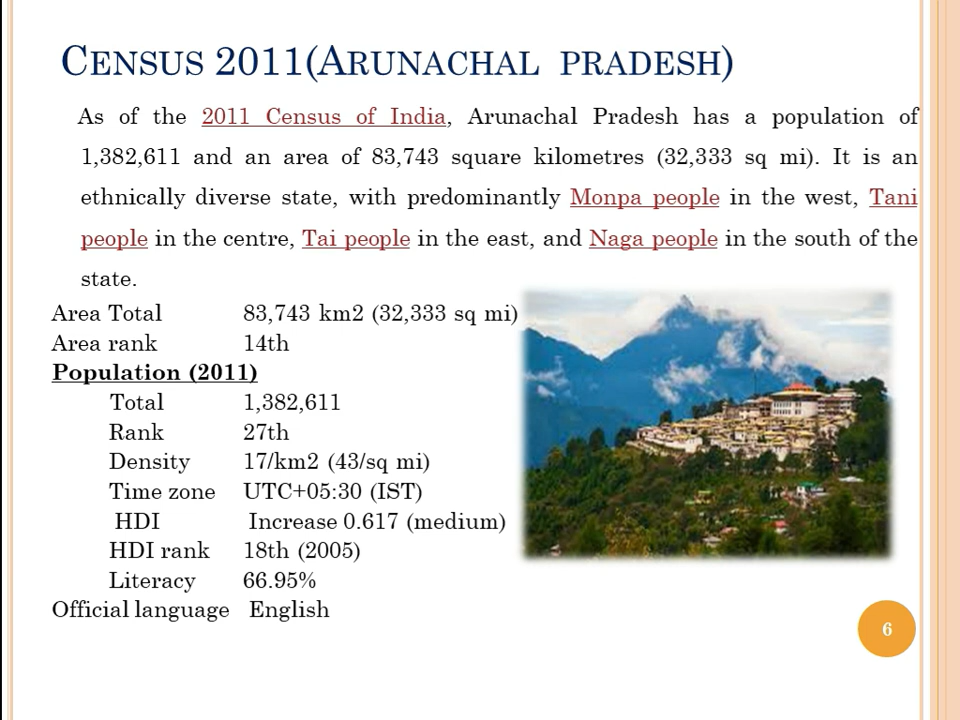 CENSUS 2011(ARUNACHAL PRADESH)
As of the 2011 Census of India, Arunachal Pradesh has a population of
1,382,611 and an area of 83,743 square kilometres (32,333 sq mi). It is an
ethnically diverse state, with predominantly Monpa people in the west, Tani
people in the centre, Tai people in the east, and Naga people in the south of the
state.
Area Total 83,743 km2 (32,333 sq mi)
Area rank 14th
Population (2011)
Total 1,382,611
Rank 27th
Density 17/km2 (43/sq mi)
Time zone UTC+05:30 (IST)
HDI Increase 0.617 (medium)
HDI rank 18th (2005)
Literacy 66.95%
Official language English
6